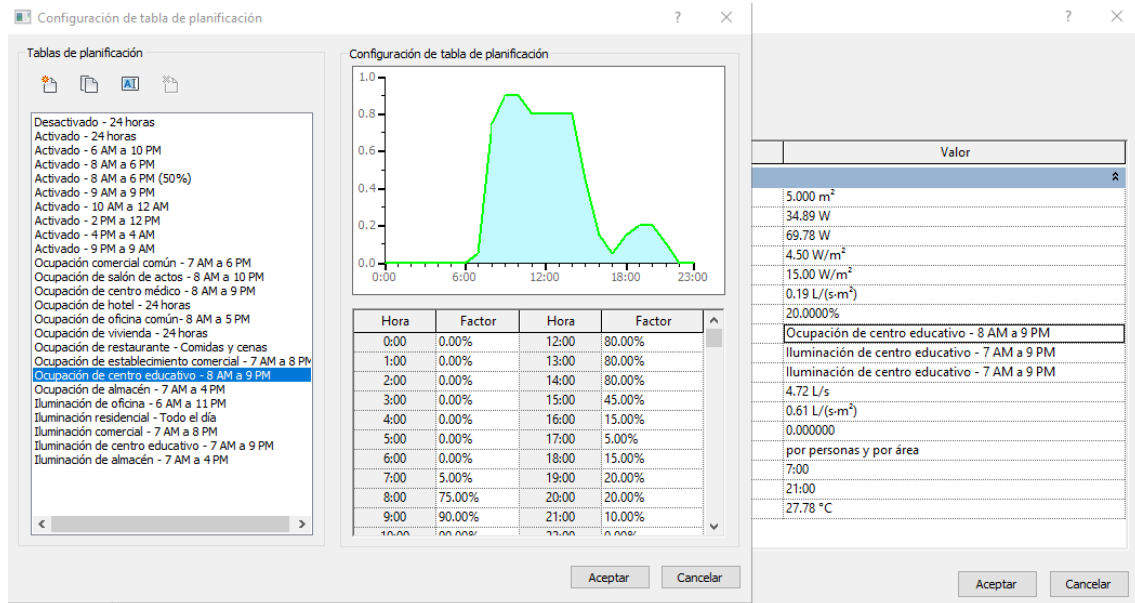 Configuración de tabla de planificación
Tablas de planificación
Desactivado - 24 horas
Activado - 24 horas
Activado - 6 AM a 10 PM
Activado - 8 AM a 6 PM
Activado - 8 AM a 6 PM (50%)
Activado - 9 AM a 9 PM
Activado - 10 AM a 12 AM
Activado - 2 PM a 12 PM
Activado - 4 PM a 4 AM
Activado - 9 PM a 9 AM
Ocupación comercial común - 7 AM a 6 PM
Ocupación de salón de actos - 8 AM a 10 PM
Ocupación de centro médico - 8 AM a 9 PM
Ocupación de hotel - 24 horas
Ocupación de oficina común- 8 AM a 5 PM
Ocupación de vivienda - 24 horas
Ocupación de restaurante - Comidas y cenas
Ocupación de establecimiento comercial - 7 AM a 8 PM
Ocupación de centro educativo - 8 AM a 9 PM
Ocupación de almacén - 7 AM a 4 PM
Iluminación de oficina - 6 AM a 11 PM
Iluminación residencial - Todo el día
Iluminación comercial - 7 AM a 8 PM
Iluminación de centro educativo - 7 AM a 9 PM
Iluminación de almacén - 7 AM a 4 PM
Configuración de tabla de planificación
1.0
0.8
0.6
0.4
0.2
0.0
0:00 6:00 12:00 18:00 23:00
Hora Factor Hora Factor
0:00 0.00% 12:00 80.00%
1:00 0.00% 13:00 80.00%
2:00 0.00% 14:00 80.00%
3:00 0.00% 15:00 45.00%
4:00 0.00% 16:00 15.00%
5:00 0.00% 17:00 5.00%
6:00 0.00% 18:00 15.00%
7:00 5.00% 19:00 20.00%
8:00 75.00% 20:00 20.00%
9:00 90.00% 21:00 10.00%
10:00 90.00% 22:00 0.00%
Aceptar Cancelar
Valor
5.000 m²
34.89 W
69.78 W
4.50 W/m²
15.00 W/m²
0.19 L/(s·m²)
20.0000%
Ocupación de centro educativo - 8 AM a 9 PM
Iluminación de centro educativo - 7 AM a 9 PM
Iluminación de centro educativo - 7 AM a 9 PM
4.72 L/s
0.61 L/(s·m²)
0.000000
por personas y por área
7:00
21:00
27.78 °C
Aceptar Cancelar